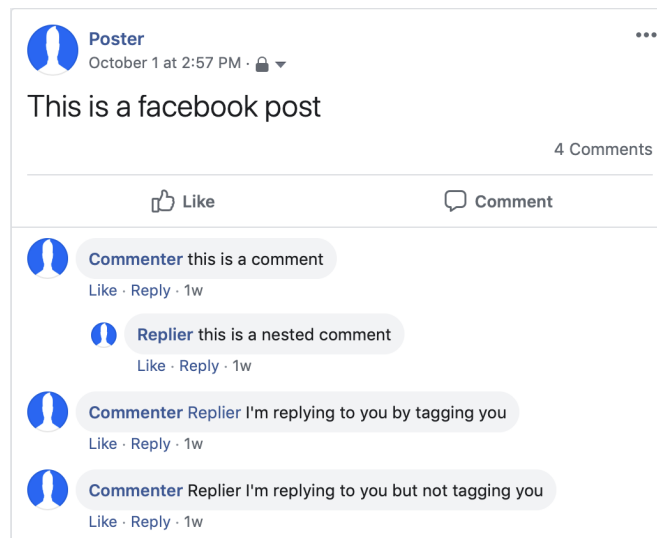 Poster
October 1 at 2:57 PM ·
This is a facebook post
4 Comments
Like
Comment
Commenter this is a comment
Like · Reply · 1w
Replier this is a nested comment
Like · Reply · 1w
Commenter Replier I'm replying to you by tagging you
Like · Reply · 1w
Commenter Replier I'm replying to you but not tagging you
Like · Reply · 1w